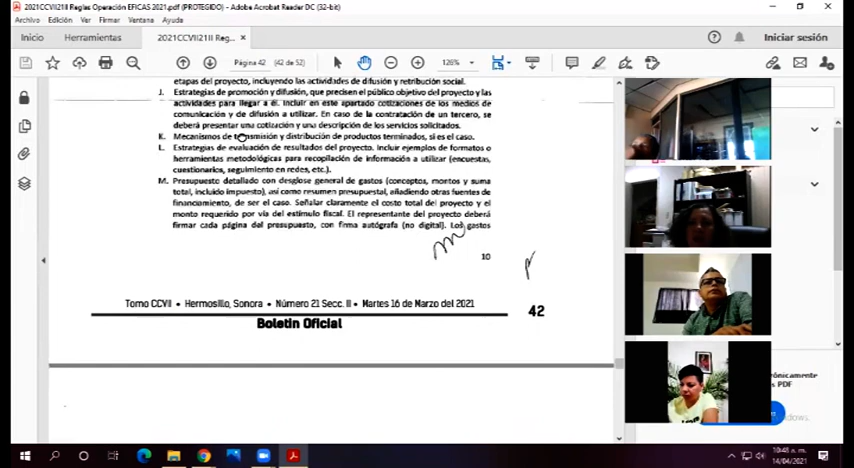 2021CCVII21II Reglas Operación EFICAS 2021.pdf (PROTEGIDO) - Adobe Acrobat Reader DC (32-bit)
Archivo Edición Ver Firmar Ventana Ayuda
Inicio Herramientas 2021CCVII21II Reg... × Iniciar sesión
Página 42 (42 de 52) 126%
etapas del proyecto, incluyendo las actividades de difusión y retribución social.
J. Estrategias de promoción y difusión, que precisen el público objetivo del proyecto y las
actividades para llegar a él. Incluir en este apartado cotizaciones de los medios de
comunicación y de difusión a utilizar. En caso de la contratación de un tercero, se
deberá presentar una cotización y una descripción de los servicios solicitados.
K. Mecanismos de transmisión y distribución de productos terminados, si es el caso.
L. Estrategias de evaluación de resultados del proyecto. Incluir ejemplos de formatos o
herramientas metodológicas para recopilación de información a utilizar (encuestas,
cuestionarios, seguimiento en redes, etc.).
M. Presupuesto detallado con desglose general de gastos (conceptos, montos y suma
total, incluido impuesto), así como resumen presupuestal, añadiendo otras fuentes de
financiamiento, de ser el caso. Señalar claramente el costo total del proyecto y el
monto requerido por vía del estímulo fiscal. El representante del proyecto deberá
firmar cada página del presupuesto, con firma autógrafa (no digital). Los gastos
10
Tomo CCVII • Hermosillo, Sonora • Número 21 Secc. II • Martes 16 de Marzo del 2021
Boletín Oficial
42
ctrónicamente
s PDF
10:48 a. m.
14/04/2021